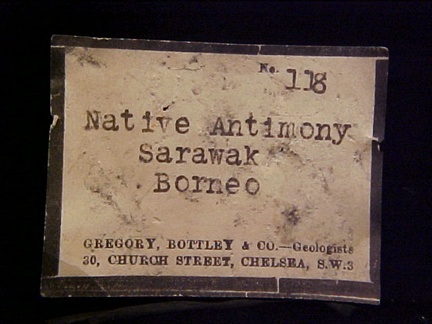 No. 118
Native Antimony
Sarawak
Borneo
GREGORY, BOTTLEY & CO.—Geologists
30, CHURCH STREET, CHELSEA, S.W.3